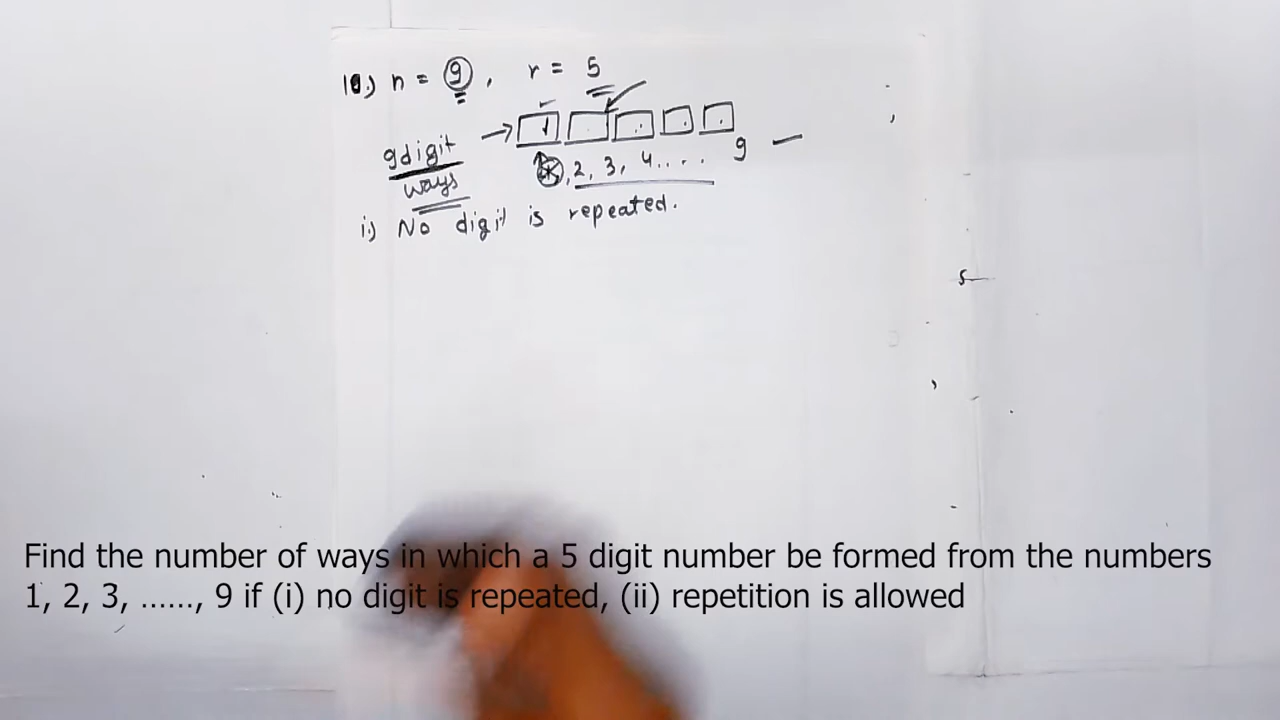 10.) n = 9, r = 5
1
9 digit
ways
, 2, 3, 4.... 9
i.) No digit is repeated.
Find the number of ways in which a 5 digit number be formed from the numbers
1, 2, 3, ......, 9 if (i) no digit is repeated, (ii) repetition is allowed